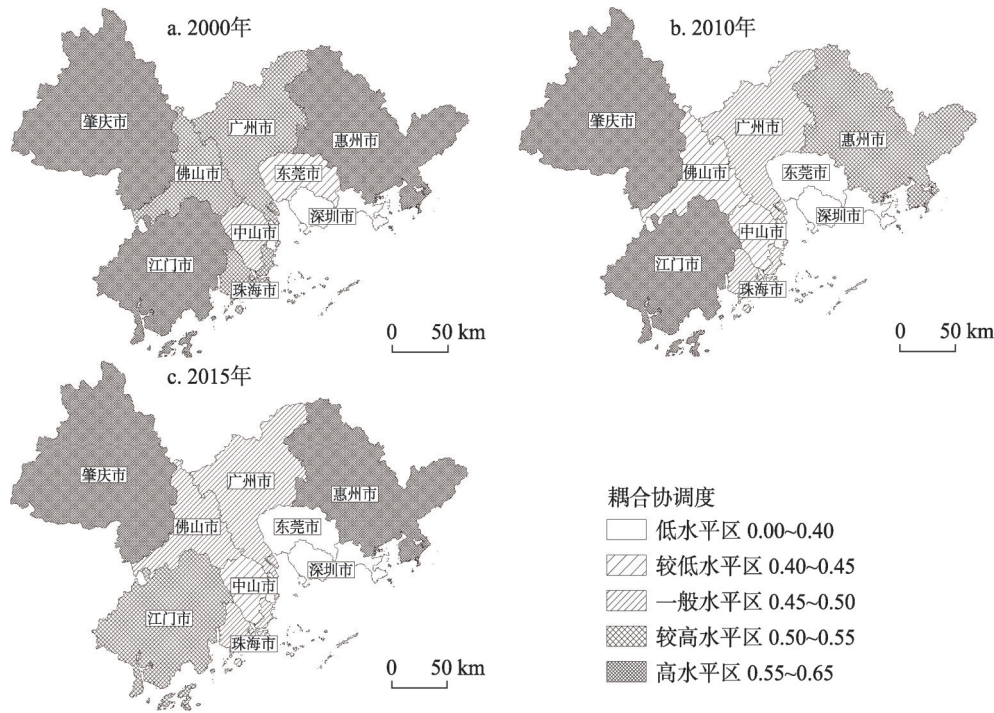 a. 2000年
肇庆市
广州市
惠州市
佛山市
东莞市
深圳市
中山市
江门市
珠海市
0 50 km
b. 2010年
肇庆市
广州市
惠州市
佛山市
东莞市
深圳市
中山市
江门市
珠海市
0 50 km
c. 2015年
肇庆市
广州市
惠州市
佛山市
东莞市
深圳市
中山市
江门市
珠海市
0 50 km
耦合协调度
低水平区 0.00~0.40
较低水平区 0.40~0.45
一般水平区 0.45~0.50
较高水平区 0.50~0.55
高水平区 0.55~0.65